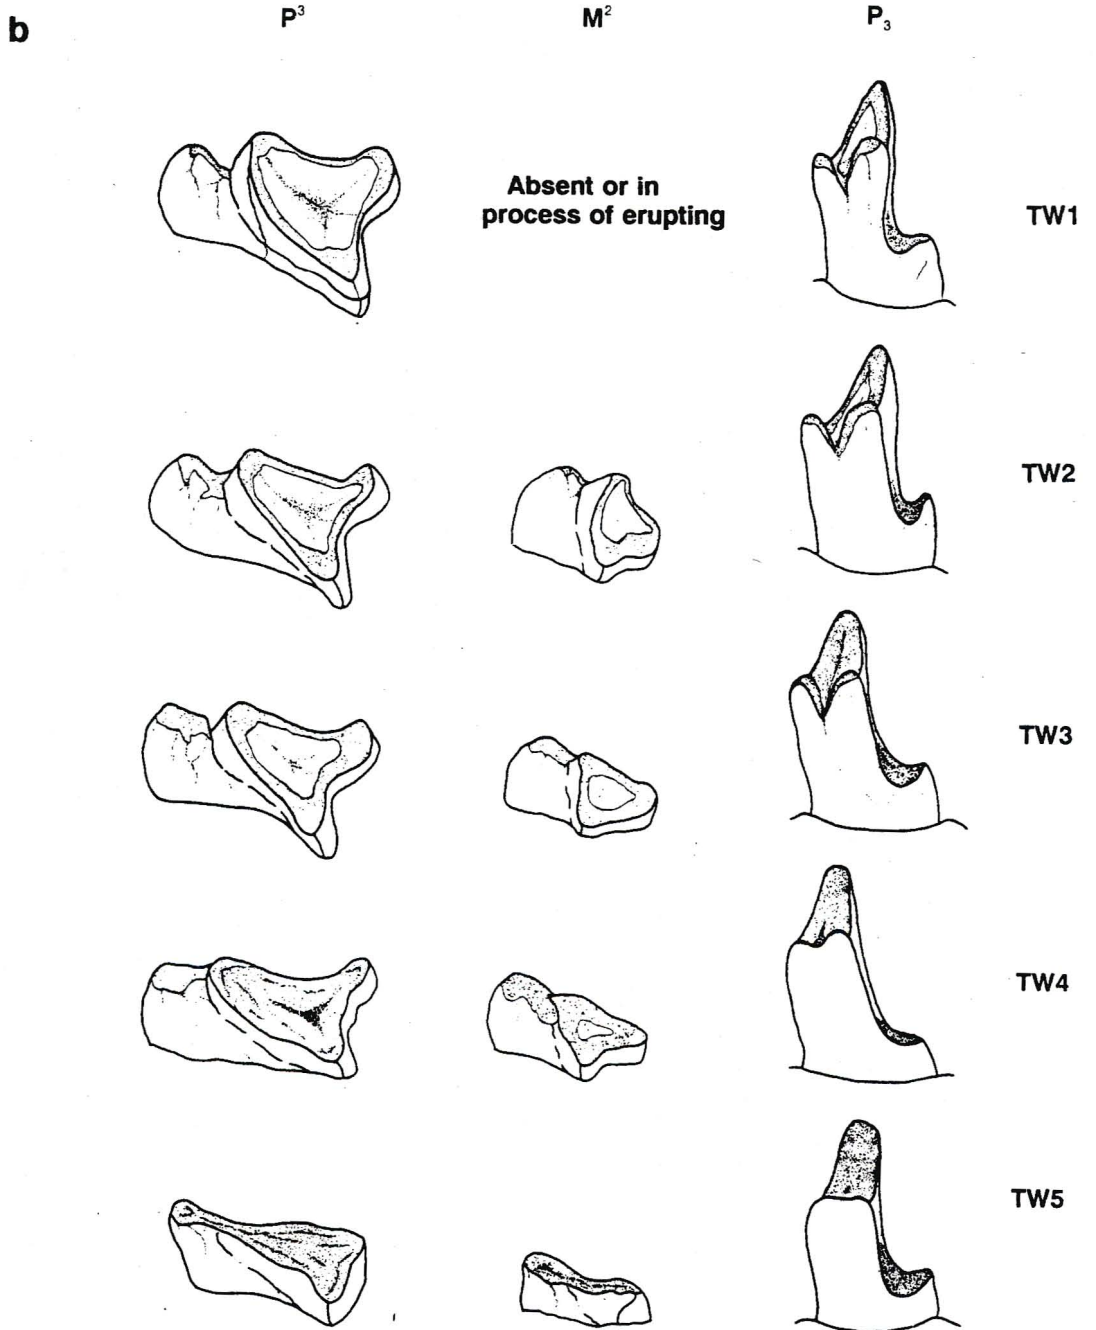 b
P³ M² P₃
Absent or in
process of erupting
TW1
TW2
TW3
TW4
TW5